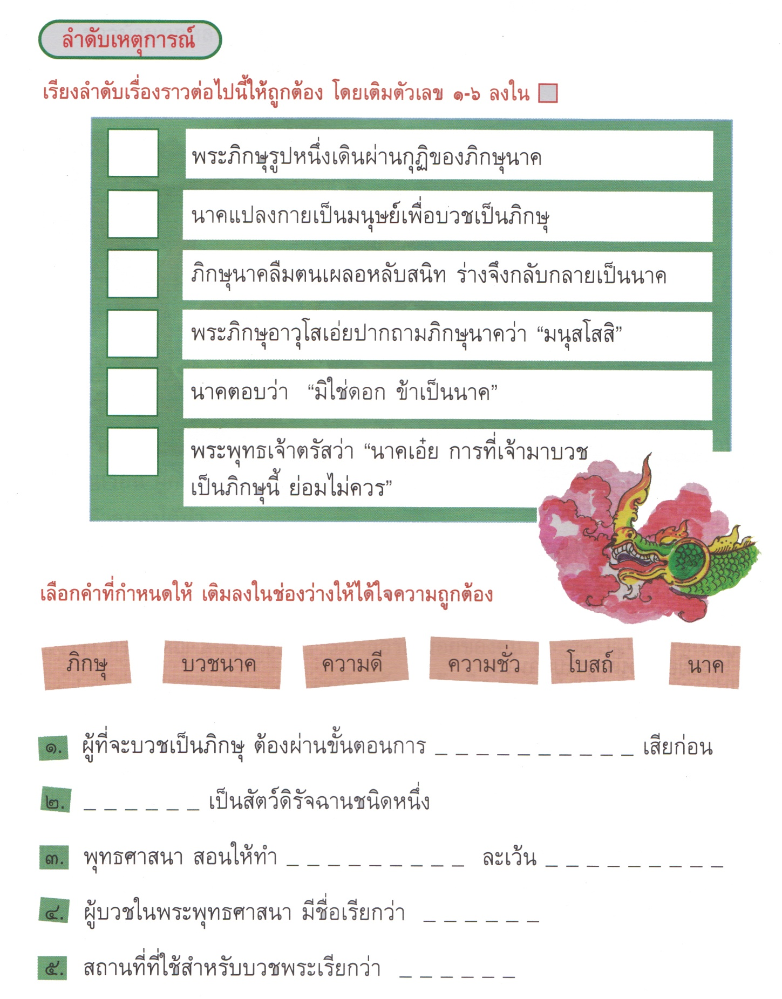 ลำดับเหตุการณ์
เรียงลำดับเรื่องราวต่อไปนี้ให้ถูกต้อง โดยเติมตัวเลข ๑-๖ ลงใน
พระภิกษุรูปหนึ่งเดินผ่านกุฏิของภิกษุนาค
นาคแปลงกายเป็นมนุษย์เพื่อบวชเป็นภิกษุ
ภิกษุนาคลืมตนเผลอหลับสนิท ร่างจึงกลับกลายเป็นนาค
พระภิกษุอาวุโสเอ่ยปากถามภิกษุนาคว่า “มนุสโสสิ”
นาคตอบว่า “มิใช่ดอก ข้าเป็นนาค”
พระพุทธเจ้าตรัสว่า “นาคเอ๋ย การที่เจ้ามาบวช
เป็นภิกษุนี้ ย่อมไม่ควร”
เลือกคำที่กำหนดให้ เติมลงในช่องว่างให้ได้ใจความถูกต้อง
ภิกษุ บวชนาค ความดี ความชั่ว โบสถ์ นาค
๑. ผู้ที่จะบวชเป็นภิกษุ ต้องผ่านขั้นตอนการ _ _ _ _ _ _ _ _ _ _ เสียก่อน
๒. _ _ _ _ _ _ เป็นสัตว์ดิรัจฉานชนิดหนึ่ง
๓. พุทธศาสนา สอนให้ทำ _ _ _ _ _ _ _ _ _ ละเว้น _ _ _ _ _ _ _ _ _
๔. ผู้บวชในพระพุทธศาสนา มีชื่อเรียกว่า _ _ _ _ _ _
๕. สถานที่ที่ใช้สำหรับบวชพระเรียกว่า _ _ _ _ _ _